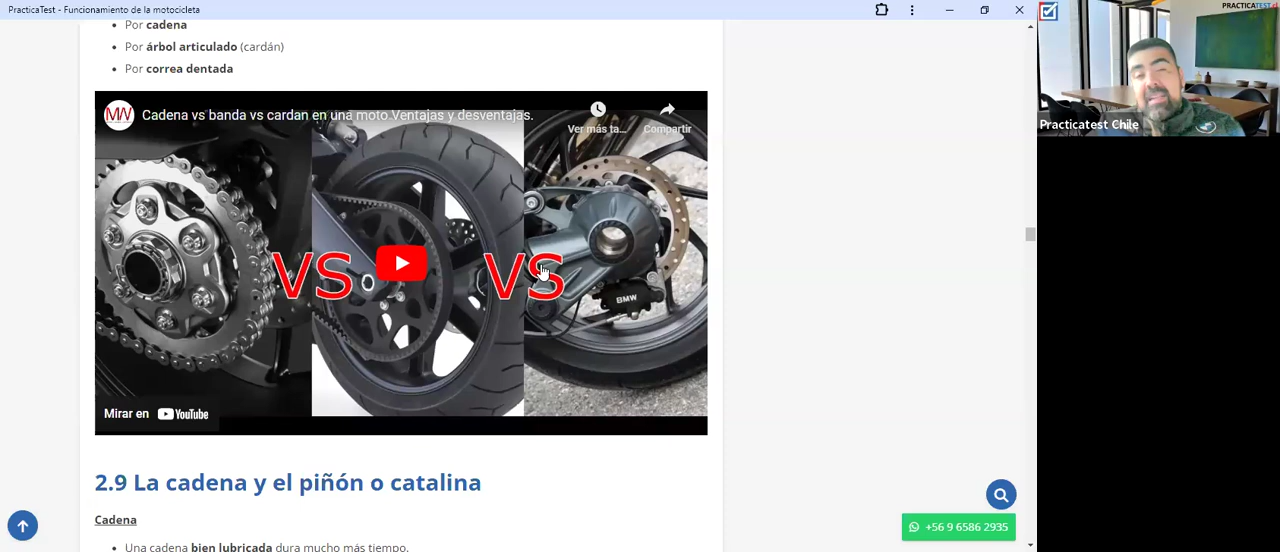 PracticaTest - Funcionamiento de la motocicleta
PRACTICATEST.cl
Por cadena
Por árbol articulado (cardán)
Por correa dentada
MW
Cadena vs banda vs cardan en una moto.Ventajas y desventajas.
Ver más ta...
Compartir
VS
VS
BMW
Mirar en YouTube
Practicatest Chile
2.9 La cadena y el piñón o catalina
Cadena
Una cadena bien lubricada dura mucho más tiempo.
+56 9 6586 2935